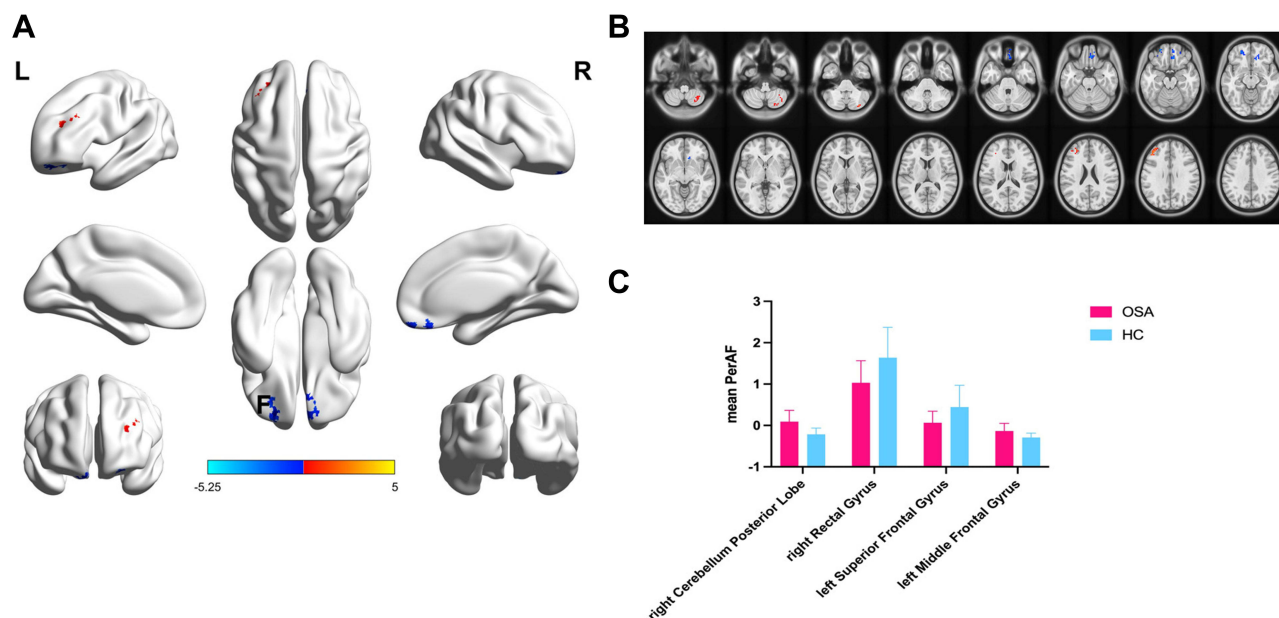 A
L
R
F
-5.25
5
B
C
mean PerAF
3
2
1
0
-1
OSA
HC
right Cerebellum Posterior Lobe
right Rectal Gyrus
left Superior Frontal Gyrus
left Middle Frontal Gyrus